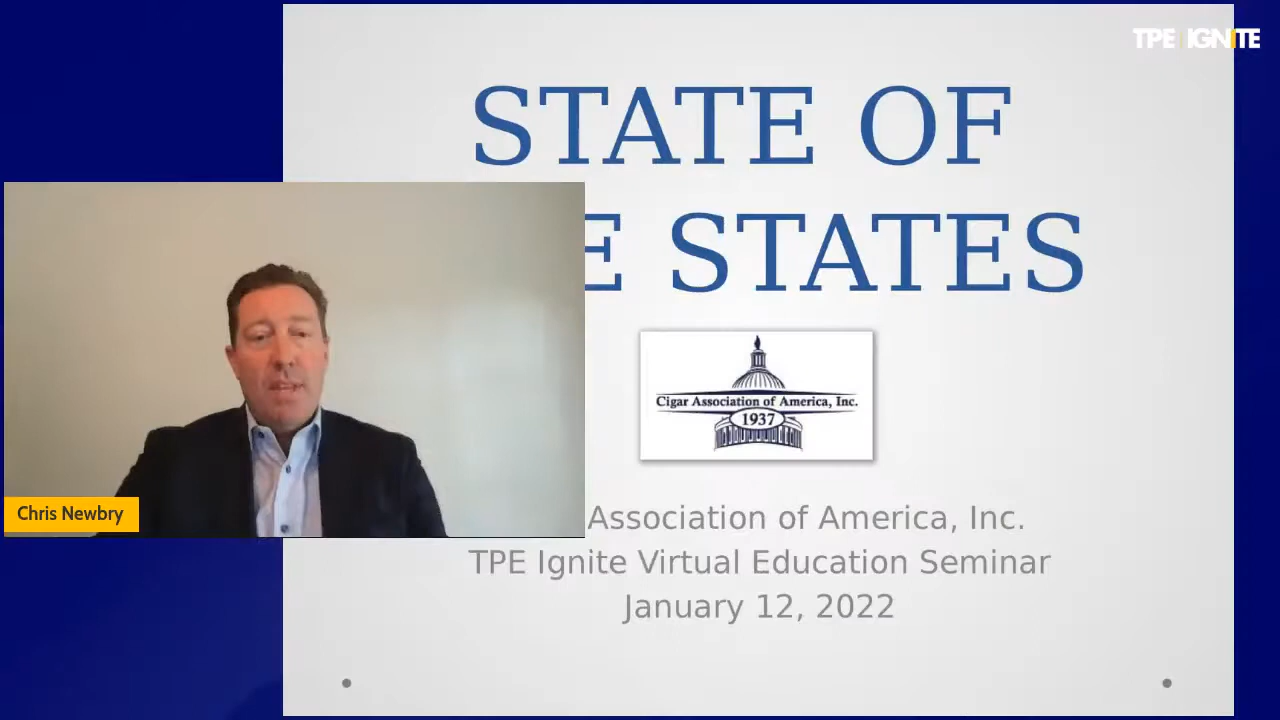 TPE IGNITE
STATE OF
E STATES
Cigar Association of America, Inc.
1937
Chris Newbry
Association of America, Inc.
TPE Ignite Virtual Education Seminar
January 12, 2022